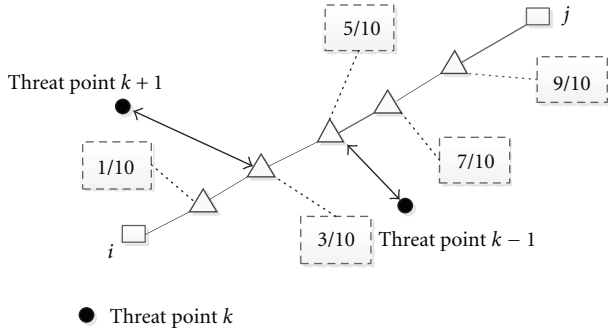 5/10
j
Threat point k + 1
9/10
1/10
7/10
3/10
Threat point k − 1
i
Threat point k